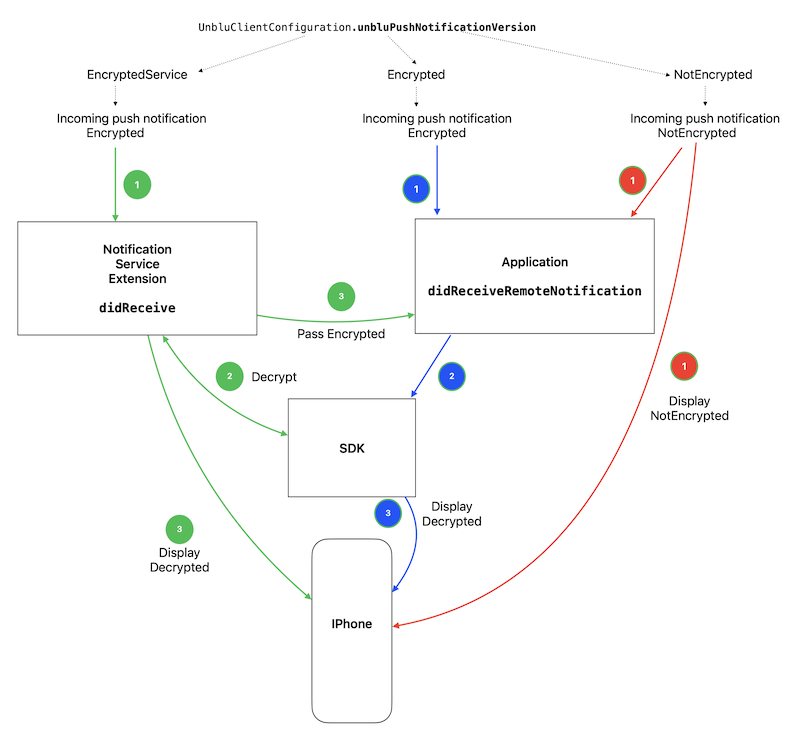 UnbluClientConfiguration.unbluPushNotificationVersion
EncryptedService
Encrypted
NotEncrypted
Incoming push notification
Encrypted
Incoming push notification
Encrypted
Incoming push notification
NotEncrypted
1
1
1
Notification
Service
Extension
didReceive
Application
didReceiveRemoteNotification
3
Pass Encrypted
2
Decrypt
2
1
Display
NotEncrypted
SDK
3
Display
Decrypted
3
Display
Decrypted
IPhone